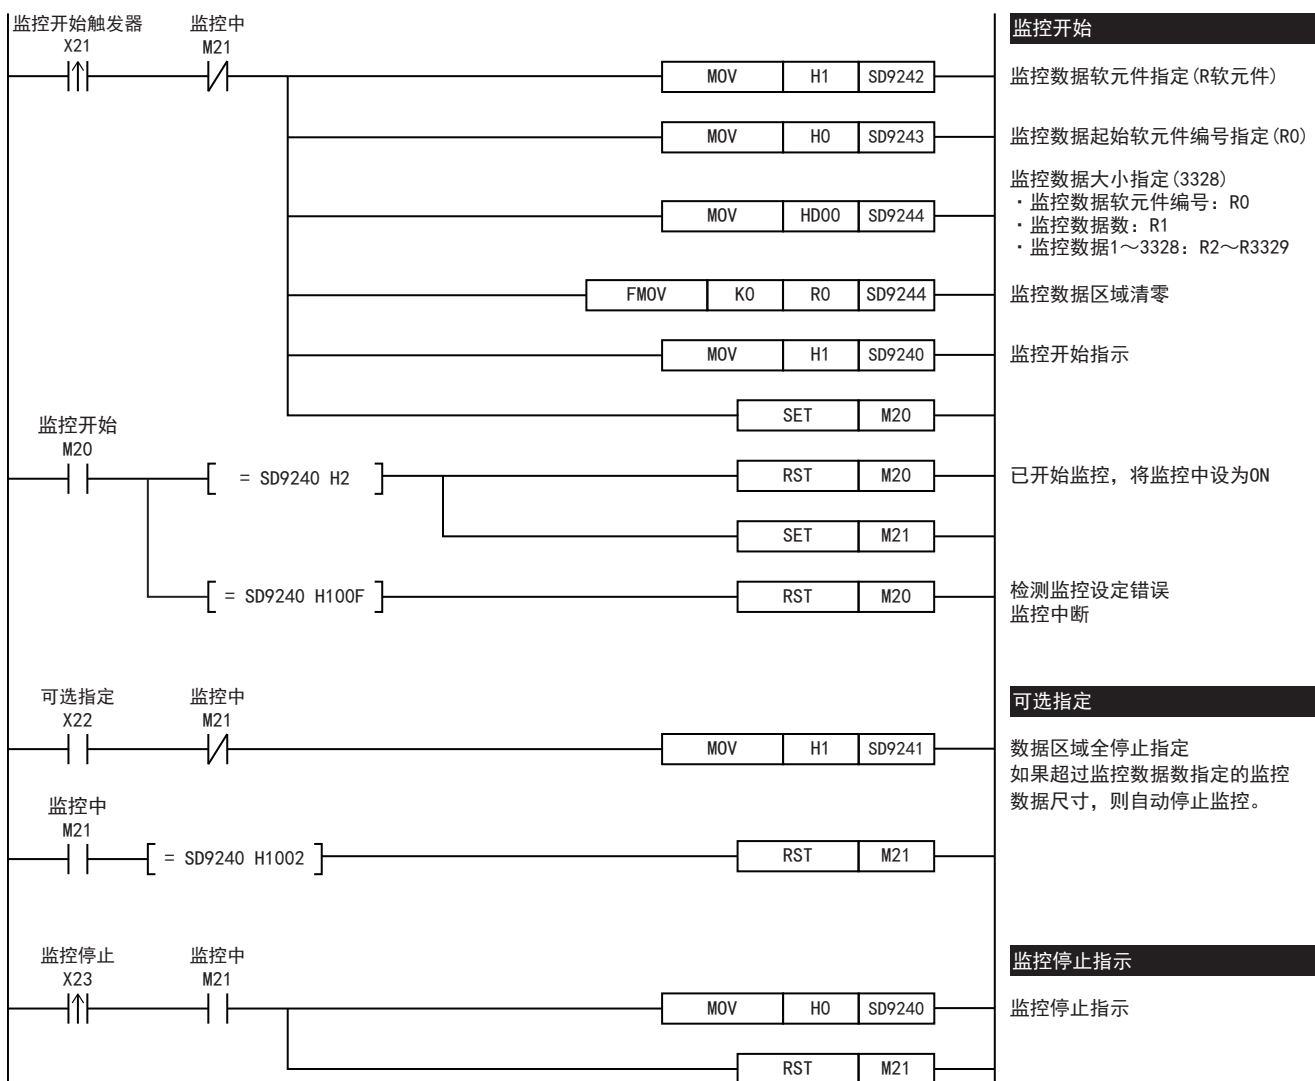 监控开始触发器 监控中 监控开始
X21 M21
MOV H1 SD9242 监控数据软元件指定(R软元件)
MOV H0 SD9243 监控数据起始软元件编号指定(R0)
监控数据大小指定(3328)
MOV HD00 SD9244 ・监控数据软元件编号：R0
・监控数据数：R1
・监控数据1～3328：R2～R3329
FMOV K0 R0 SD9244 监控数据区域清零
MOV H1 SD9240 监控开始指示
SET M20
监控开始
M20
= SD9240 H2 RST M20 已开始监控，将监控中设为ON
SET M21
= SD9240 H100F RST M20 检测监控设定错误
监控中断
可选指定 监控中 可选指定
X22 M21
MOV H1 SD9241 数据区域全停止指定
如果超过监控数据数指定的监控
数据尺寸，则自动停止监控。
监控中
M21
= SD9240 H1002 RST M21
监控停止 监控中 监控停止指示
X23 M21
MOV H0 SD9240 监控停止指示
RST M21